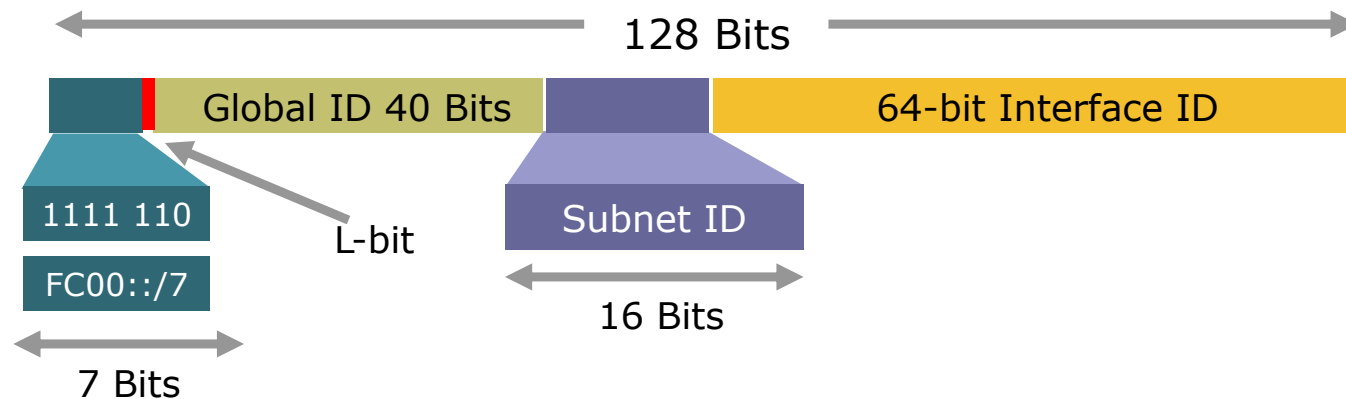 128 Bits
Global ID 40 Bits
64-bit Interface ID
1111 110
L-bit
Subnet ID
FC00::/7
16 Bits
7 Bits